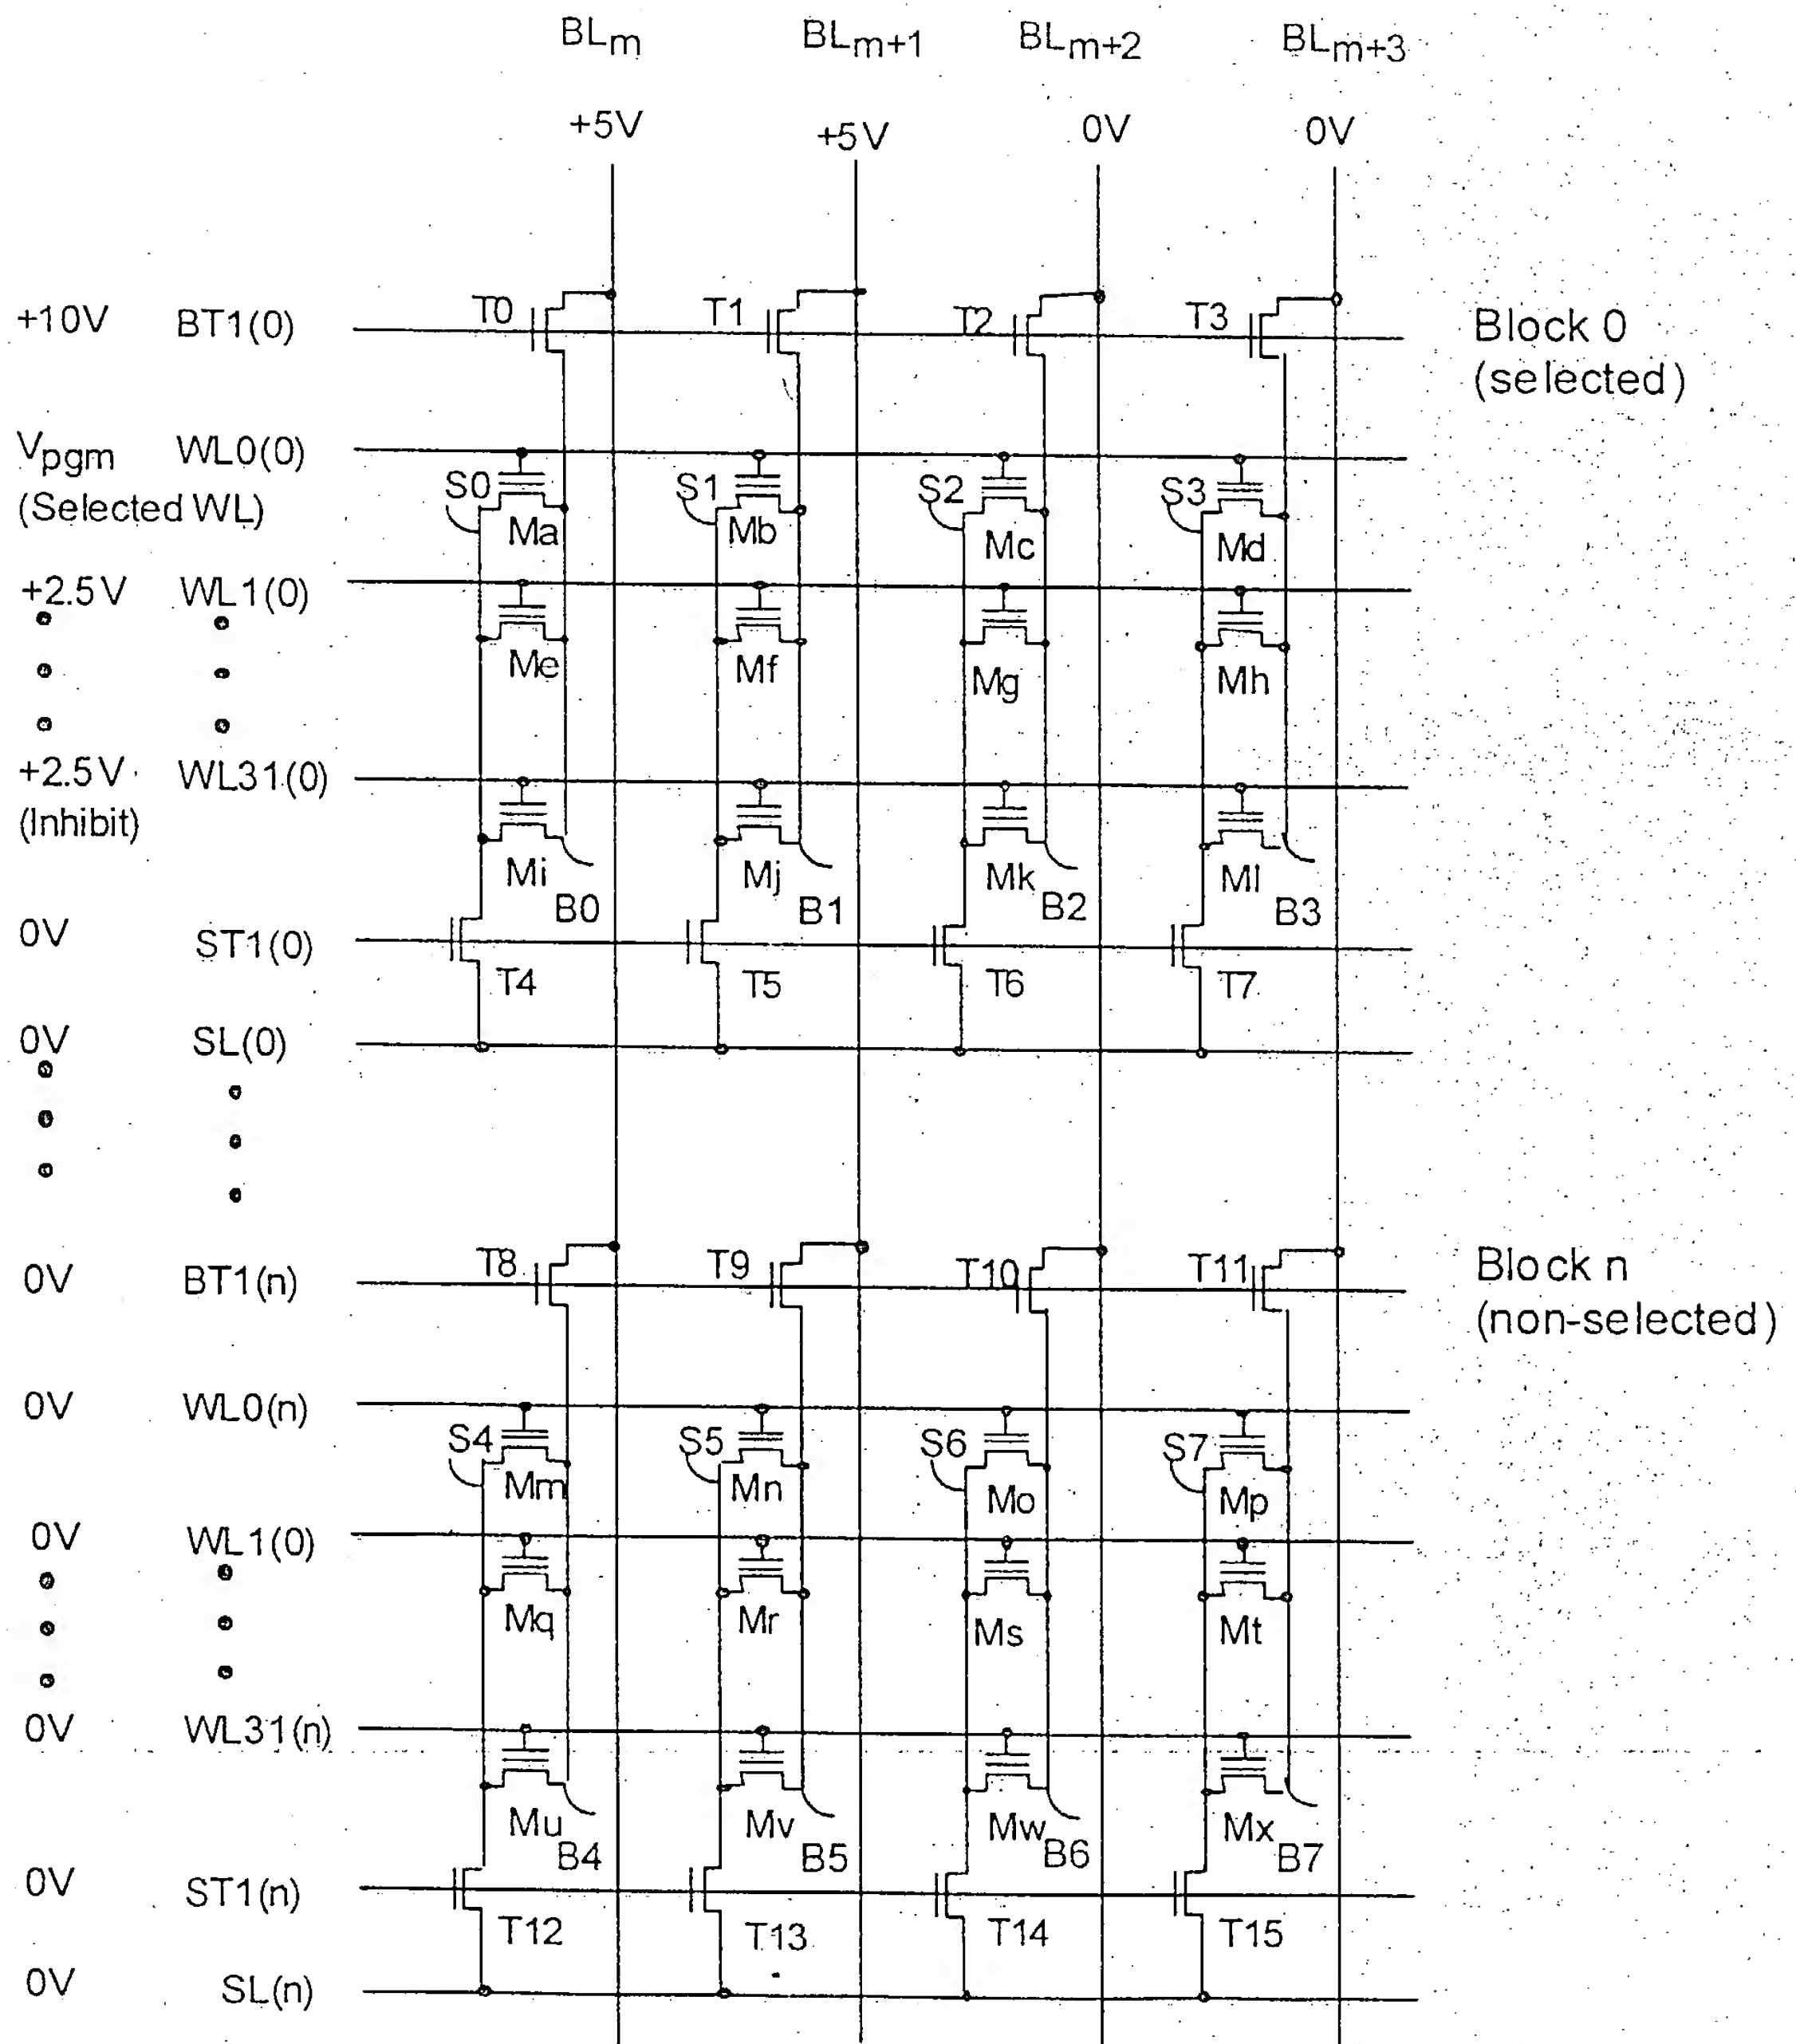 BLm BLm+1 BLm+2 BLm+3
+5V +5V 0V 0V
+10V BT1(0) T0 T1 T2 T3 Block 0
(selected)
Vpgm WL0(0)
(Selected WL) S0 S1 S2 S3
Ma Mb Mc Md
+2.5V WL1(0)
Me Mf Mg Mh
+2.5V WL31(0)
(Inhibit)
Mi Mj Mk Ml
B0 B1 B2 B3
0V ST1(0)
T4 T5 T6 T7
0V SL(0)
0V BT1(n) T8 T9 T10 T11 Block n
(non-selected)
0V WL0(n)
S4 S5 S6 S7
Mm Mn Mo Mp
0V WL1(0)
Mq Mr Ms Mt
0V WL31(n)
Mu Mv Mw Mx
B4 B5 B6 B7
0V ST1(n)
T12 T13 T14 T15
0V SL(n)